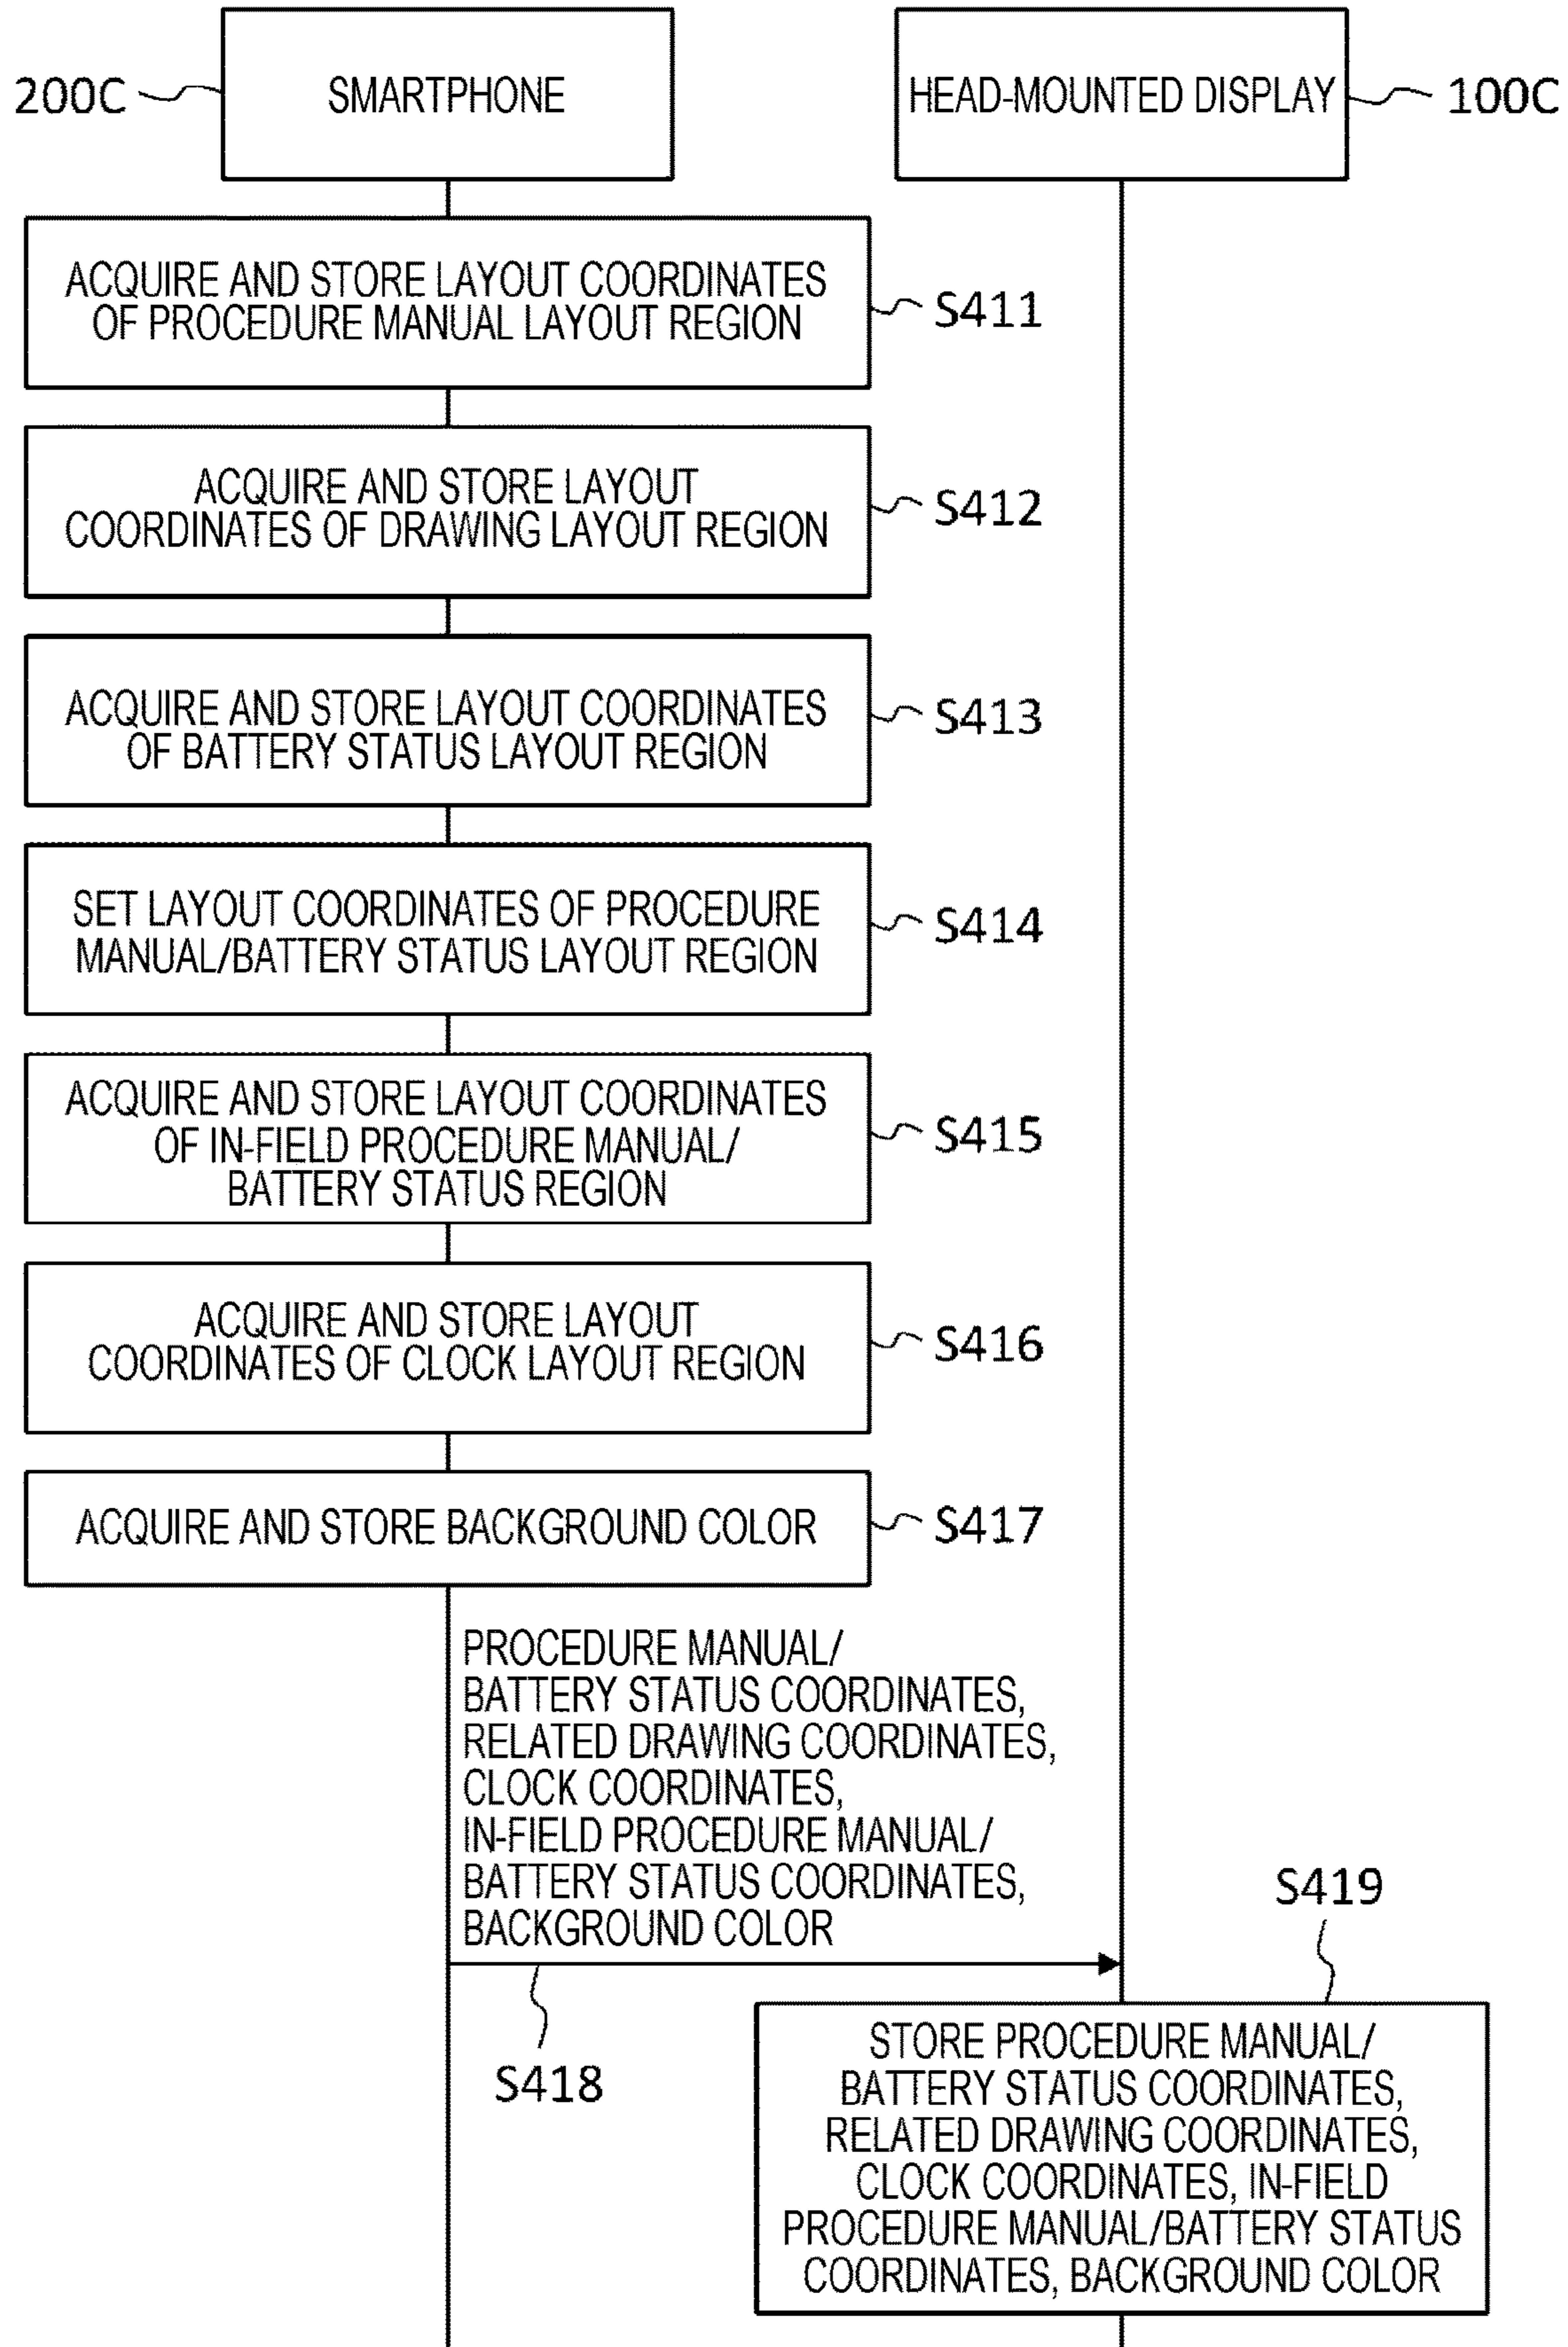 200C
SMARTPHONE
HEAD-MOUNTED DISPLAY
100C
ACQUIRE AND STORE LAYOUT COORDINATES
OF PROCEDURE MANUAL LAYOUT REGION
S411
ACQUIRE AND STORE LAYOUT
COORDINATES OF DRAWING LAYOUT REGION
S412
ACQUIRE AND STORE LAYOUT COORDINATES
OF BATTERY STATUS LAYOUT REGION
S413
SET LAYOUT COORDINATES OF PROCEDURE
MANUAL/BATTERY STATUS LAYOUT REGION
S414
ACQUIRE AND STORE LAYOUT COORDINATES
OF IN-FIELD PROCEDURE MANUAL/
BATTERY STATUS REGION
S415
ACQUIRE AND STORE LAYOUT
COORDINATES OF CLOCK LAYOUT REGION
S416
ACQUIRE AND STORE BACKGROUND COLOR
S417
PROCEDURE MANUAL/
BATTERY STATUS COORDINATES,
RELATED DRAWING COORDINATES,
CLOCK COORDINATES,
IN-FIELD PROCEDURE MANUAL/
BATTERY STATUS COORDINATES,
BACKGROUND COLOR
S418
S419
STORE PROCEDURE MANUAL/
BATTERY STATUS COORDINATES,
RELATED DRAWING COORDINATES,
CLOCK COORDINATES, IN-FIELD
PROCEDURE MANUAL/BATTERY STATUS
COORDINATES, BACKGROUND COLOR